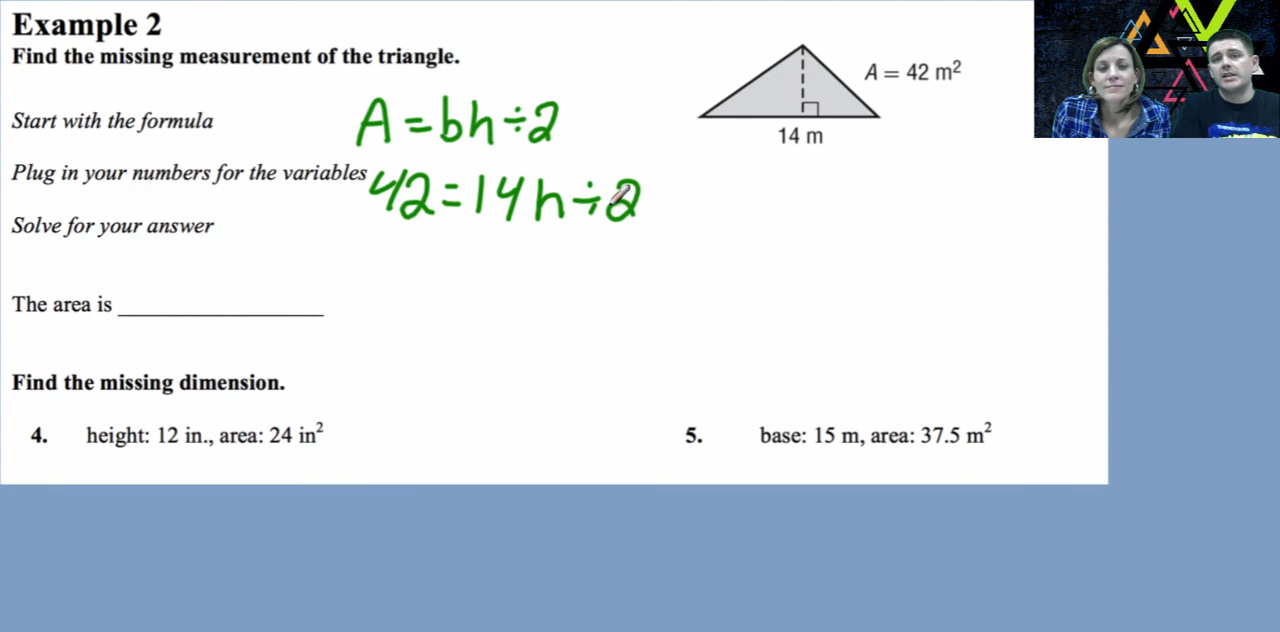 Example 2
Find the missing measurement of the triangle.
Start with the formula
A = bh ÷ 2
A = 42 m²
14 m
Plug in your numbers for the variables
42 = 14h ÷ 2
Solve for your answer
The area is ____________________
Find the missing dimension.
4. height: 12 in., area: 24 in²
5. base: 15 m, area: 37.5 m²